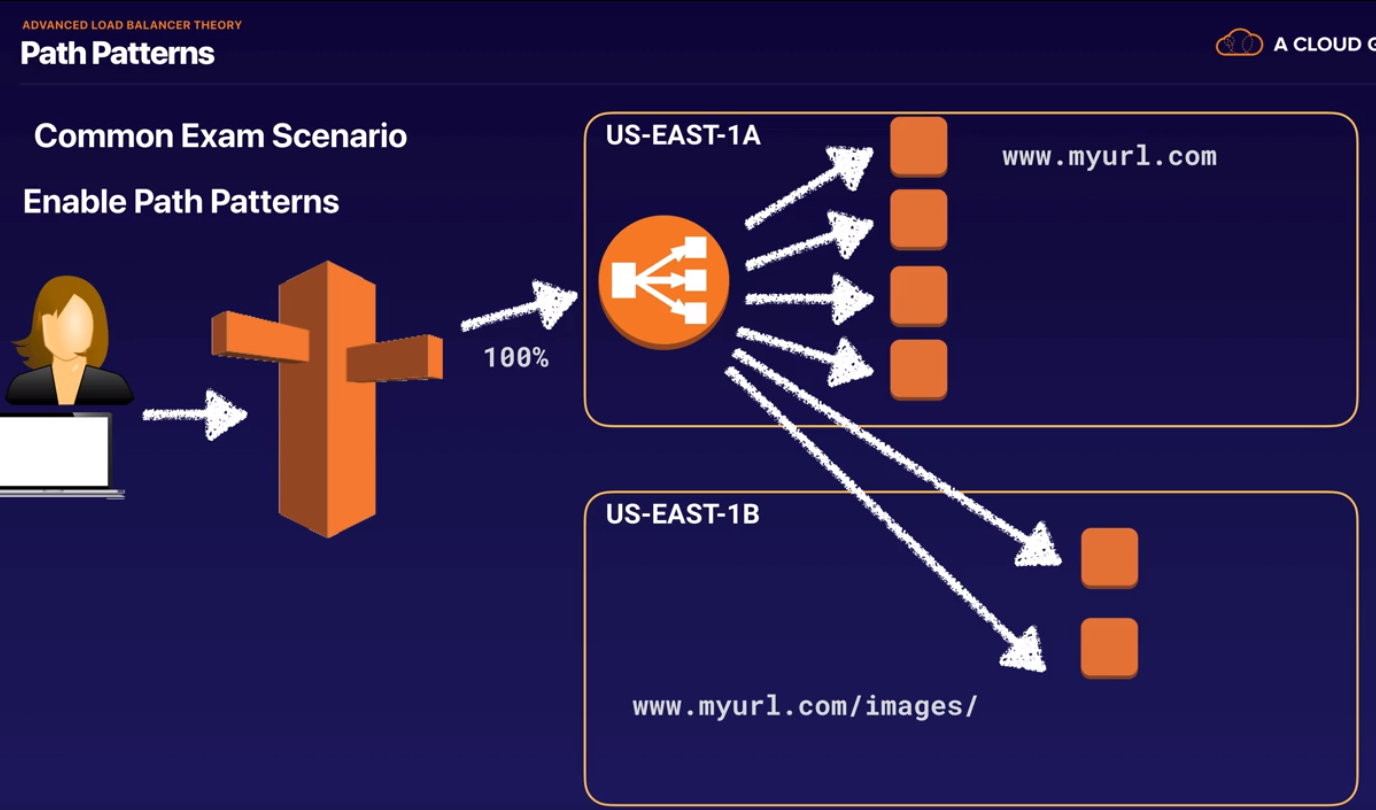 ADVANCED LOAD BALANCER THEORY
Path Patterns
A CLOUD G
Common Exam Scenario
Enable Path Patterns
100%
US-EAST-1A
www.myurl.com
US-EAST-1B
www.myurl.com/images/